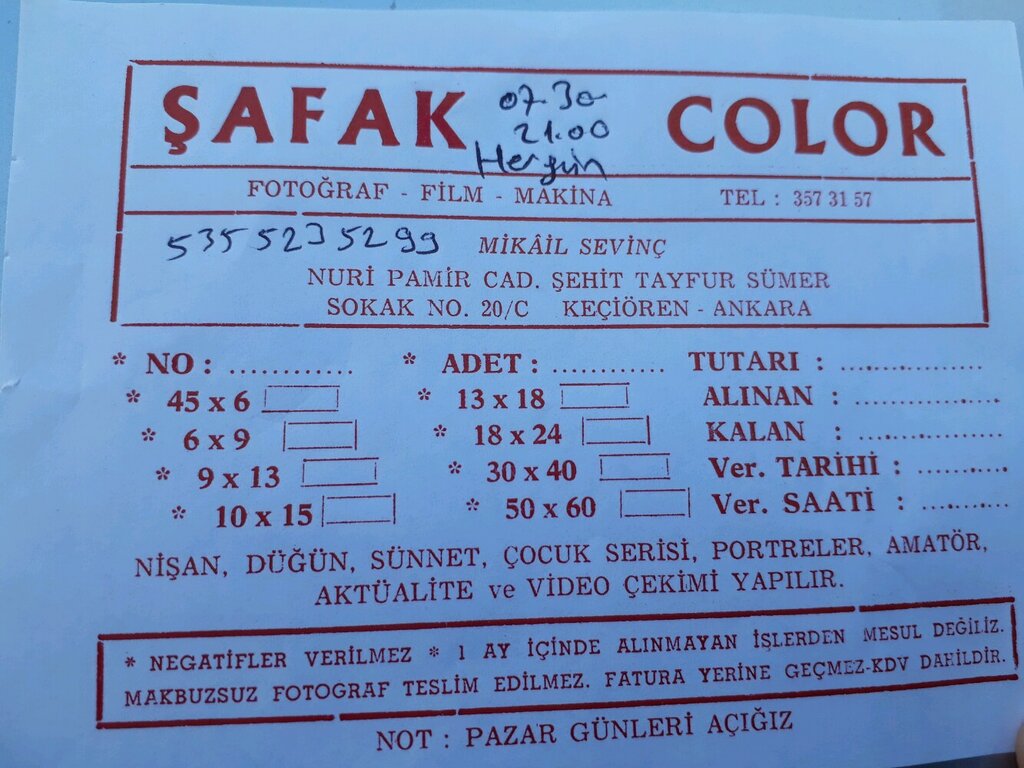 ŞAFAK COLOR
07.30
21.00
Hergün
FOTOĞRAF - FİLM - MAKİNA TEL : 357 31 57
5355235299 MİKÂİL SEVİNÇ
NURİ PAMİR CAD. ŞEHİT TAYFUR SÜMER
SOKAK NO. 20/C KEÇİÖREN - ANKARA
* NO : ............ * ADET : ............ TUTARI : ...............
* 45 x 6 * 13 x 18 ALINAN : ...............
* 6 x 9 * 18 x 24 KALAN : ...............
* 9 x 13 * 30 x 40 Ver. TARİHİ : ..........
* 10 x 15 * 50 x 60 Ver. SAATİ : ..........
NİŞAN, DÜĞÜN, SÜNNET, ÇOCUK SERİSİ, PORTRELER, AMATÖR,
AKTÜALİTE ve VİDEO ÇEKİMİ YAPILIR.
* NEGATİFLER VERİLMEZ * 1 AY İÇİNDE ALINMAYAN İŞLERDEN MESUL DEĞİLİZ.
MAKBUZSUZ FOTOGRAF TESLİM EDİLMEZ. FATURA YERİNE GEÇMEZ-KDV DAHİLDİR.
NOT : PAZAR GÜNLERİ AÇIĞIZ